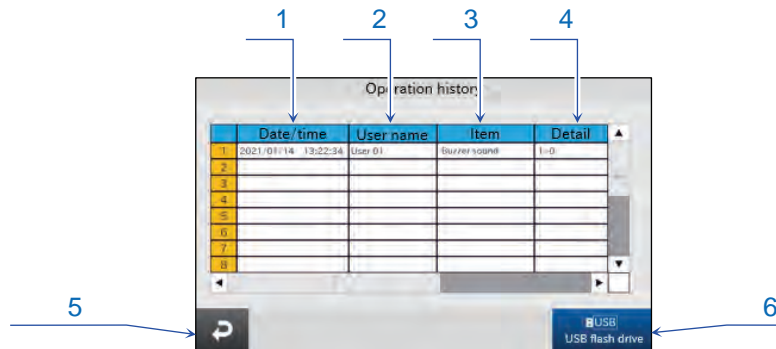 1 2 3 4
Operation history
Date/time User name Item Detail
1 2021/01/14 13:22:34 User 01 Buzzer sound 1→0
2
3
4
5
6
7
8
5 6
USB
USB flash drive